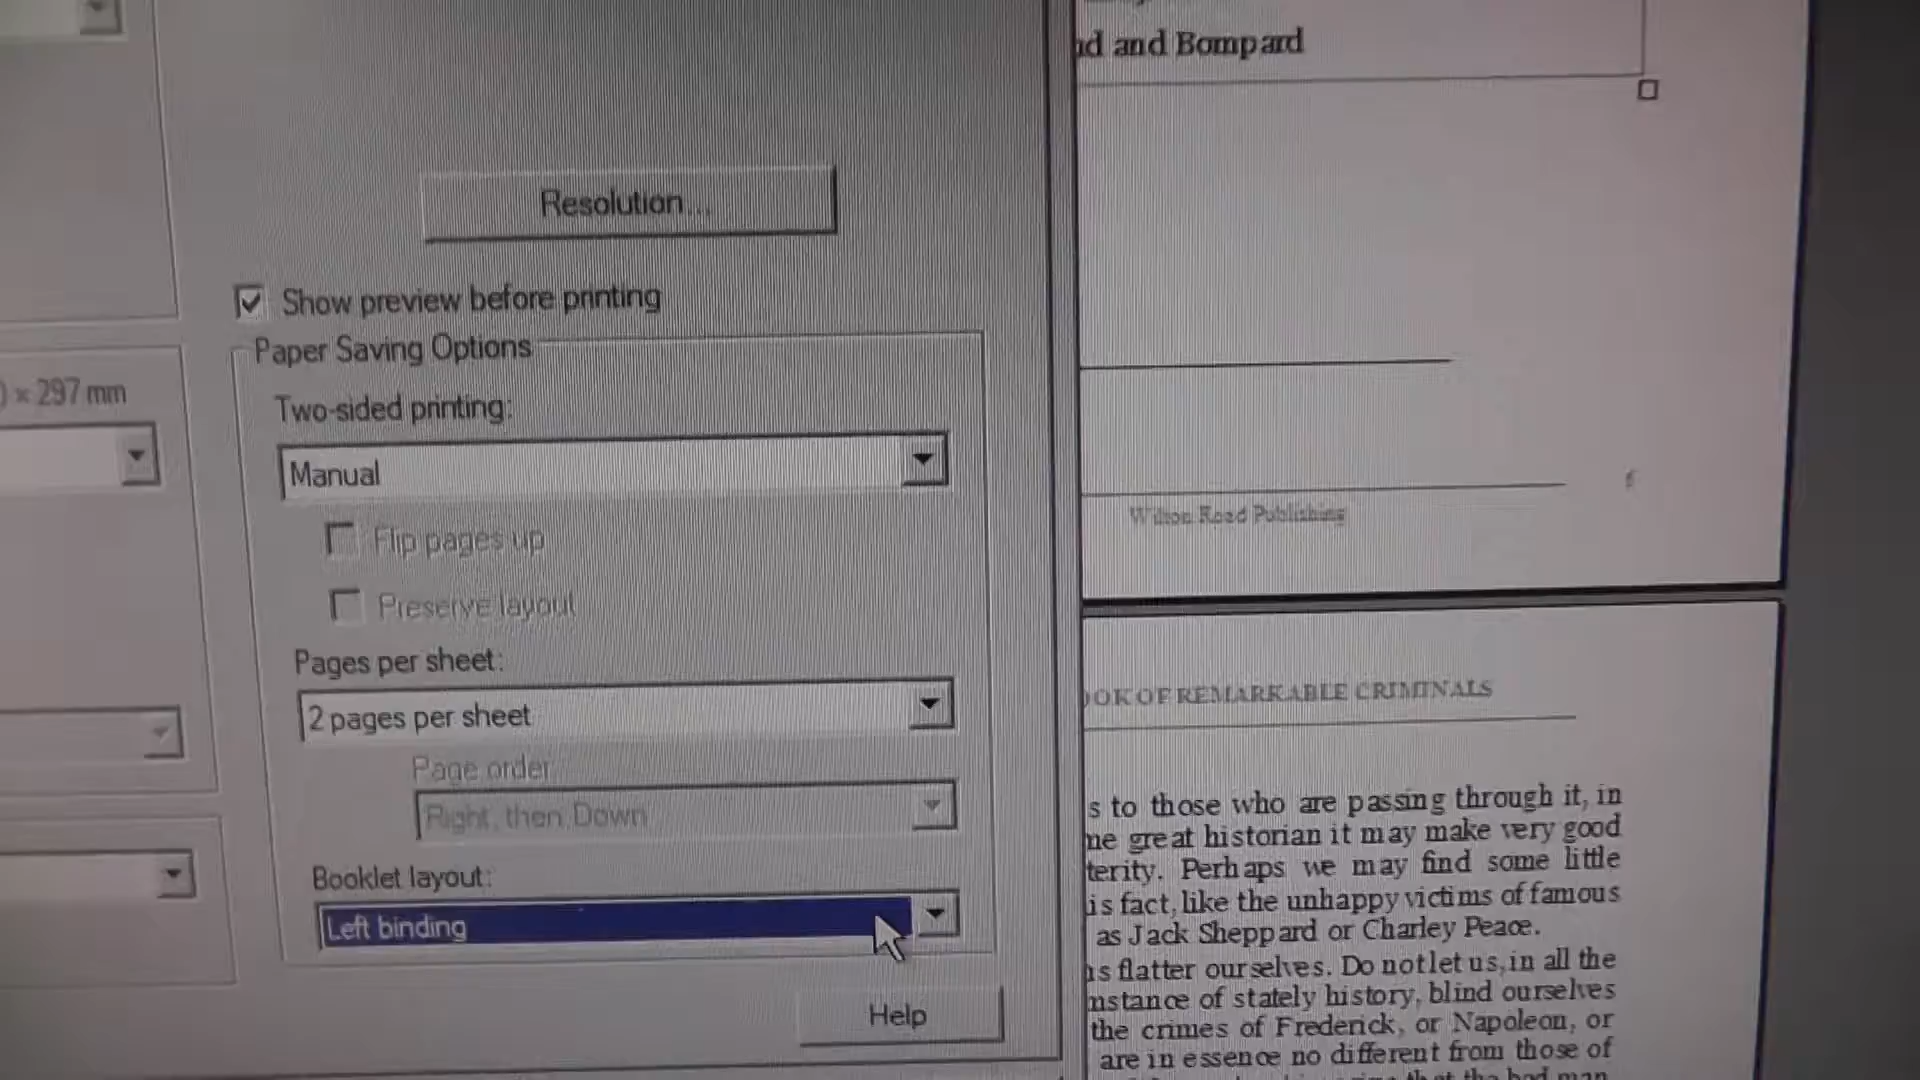 Resolution...
Show preview before printing
Paper Saving Options
Two-sided printing:
Manual
Flip pages up
Preserve layout
Pages per sheet:
2 pages per sheet
Page order
Right, then Down
Booklet layout:
Left binding
Help
× 297 mm
and Bompard
Wilton Road Publishing
OF REMARKABLE CRIMINALS
s to those who are passing through it, in
great historian it may make very good
terity. Perhaps we may find some little
is fact, like the unhappy victims of famous
as Jack Sheppard or Charley Peace.
flatter ourselves. Do not let us, in all the
nstance of stately history, blind ourselves
the crimes of Frederick, or Napoleon, or
are in essence no different from those of
that the bad man